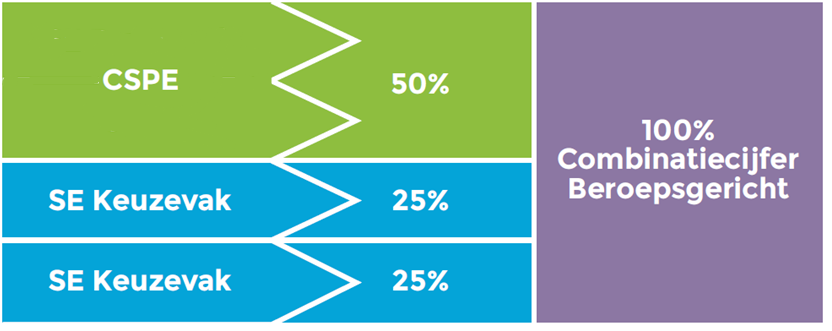 CSPE
50%
SE Keuzevak
25%
SE Keuzevak
25%
100%
Combinatiecijfer
Beroepsgericht